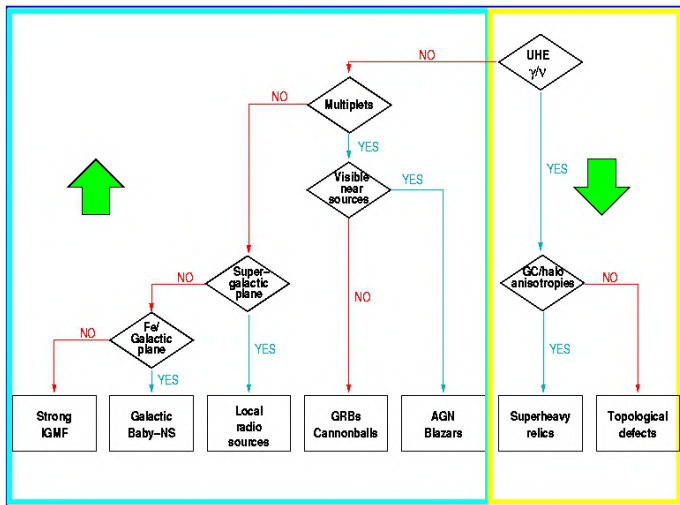 UHE
γ/ν
NO
Multiplets
NO
YES
YES
Visible
near
sources
YES
Super-
galactic
plane
GC/halo
anisotropies
NO
NO
NO
Fe/
Galactic
plane
NO
YES
YES
YES
Strong
IGMF
Galactic
Baby-NS
Local
radio
sources
GRBs
Cannonballs
AGN
Blazars
Superheavy
relics
Topological
defects